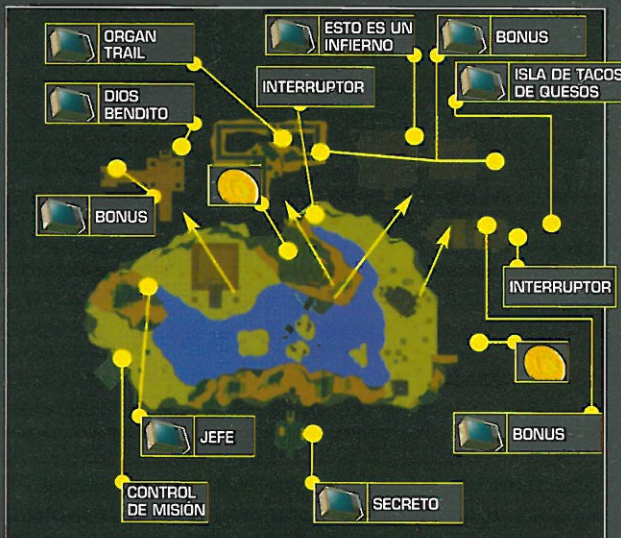 ORGAN
TRAIL
ESTO ES UN
INFIERNO
BONUS
ISLA DE TACOS
DE QUESOS
INTERRUPTOR
DIOS
BENDITO
BONUS
INTERRUPTOR
BONUS
JEFE
CONTROL
DE MISIÓN
SECRETO